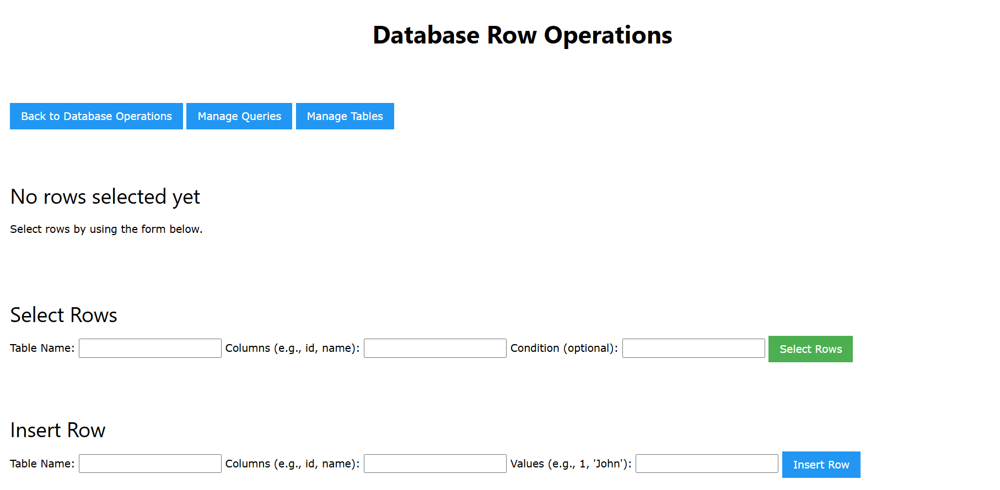 Database Row Operations
Back to Database Operations Manage Queries Manage Tables
No rows selected yet
Select rows by using the form below.
Select Rows
Table Name: Columns (e.g., id, name): Condition (optional): Select Rows
Insert Row
Table Name: Columns (e.g., id, name): Values (e.g., 1, 'John'): Insert Row